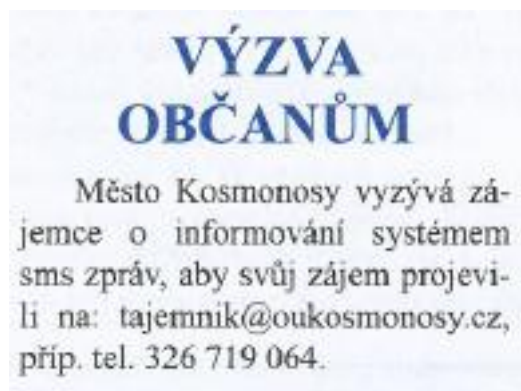 VÝZVA
OBČANŮM
Město Kosmonosy vyzývá zá-
jemce o informování systémem
sms zpráv, aby svůj zájem projevi-
li na: tajemnik@oukosmonosy.cz,
příp. tel. 326 719 064.